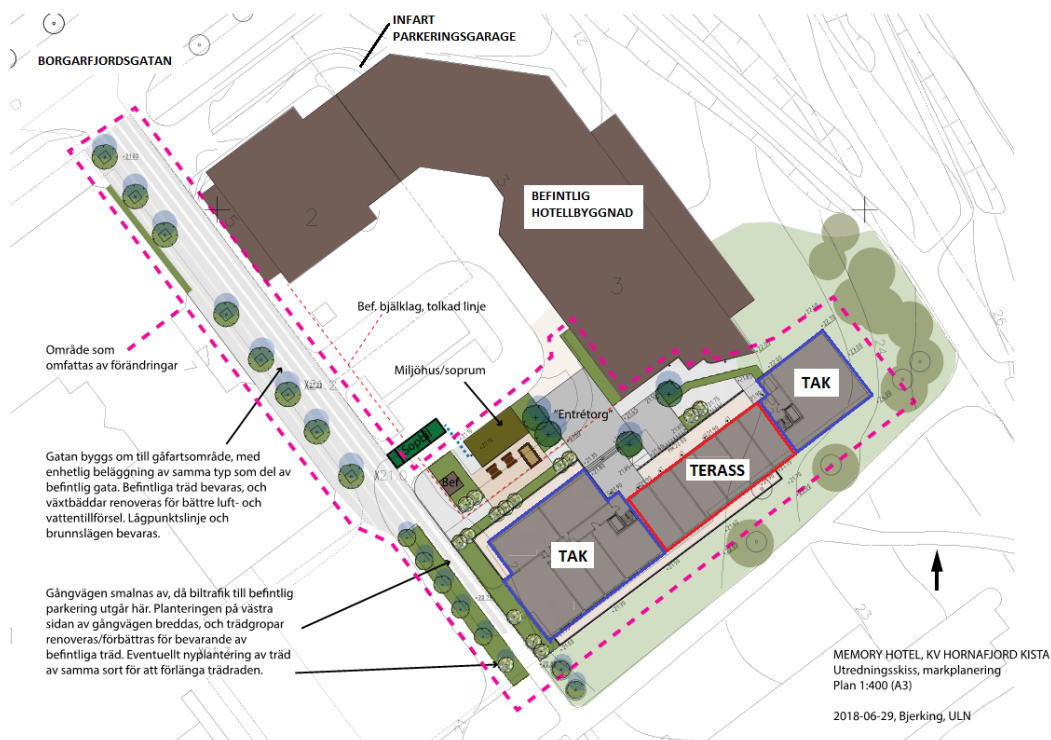 INFART
PARKERINGSGARAGE
BORGARFJORDSGATAN
BEFINTLIG
HOTELLBYGGNAD
2
3
3
Bef. bjälklag, tolkad linje
Område som
omfattas av förändringar
Miljöhus/soprum
"Entrétorg"
Sopbil
Bef
TAK
TERASS
TAK
26
24
23
Gatan byggs om till gåfartsområde, med
enhetlig beläggning av samma typ som del av
befintlig gata. Befintliga träd bevaras, och
växtbäddar renoveras för bättre luft- och
vattentillförsel. Lågpunktslinje och
brunnslägen bevaras.
Gångvägen smalnas av, då biltrafik till befintlig
parkering utgår här. Planteringen på västra
sidan av gångvägen breddas, och trädgropar
renoveras/förbättras för bevarande av
befintliga träd. Eventuellt nyplantering av träd
av samma sort för att förlänga trädraden.
MEMORY HOTEL, KV HORNAFJORD KISTA
Utredningsskiss, markplanering
Plan 1:400 (A3)
2018-06-29, Bjerking, ULN